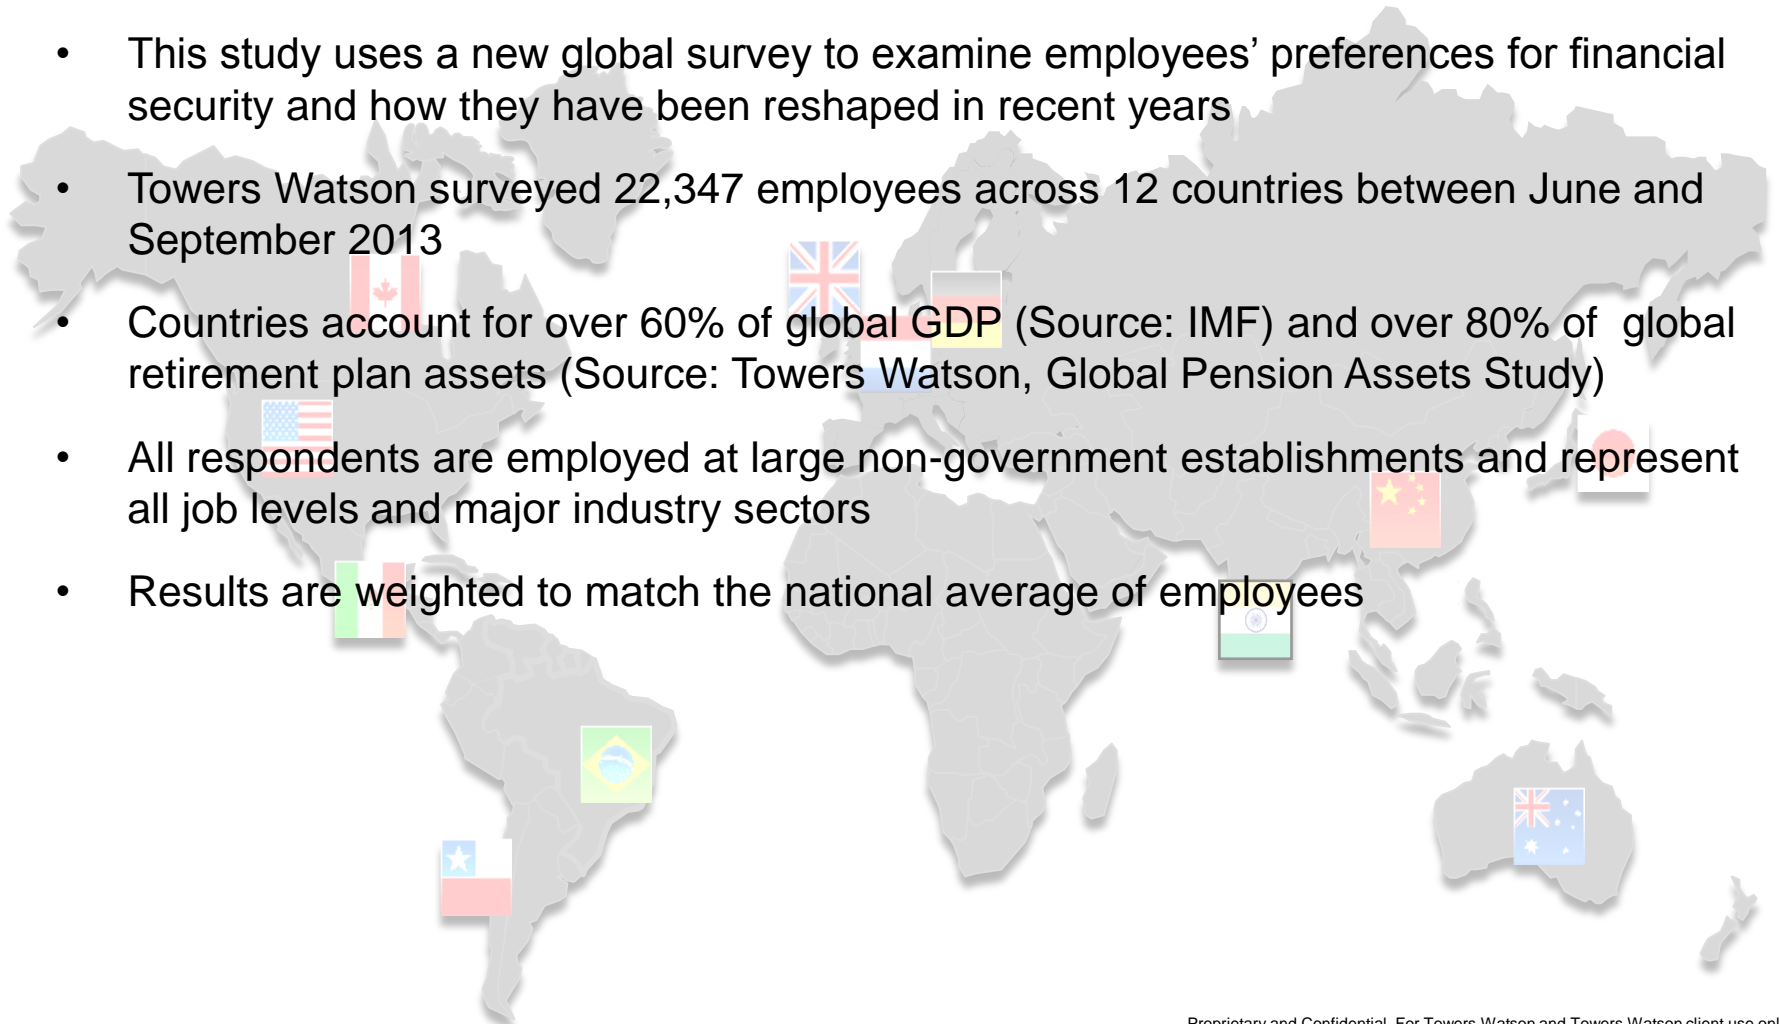 • This study uses a new global survey to examine employees’ preferences for financial
security and how they have been reshaped in recent years
• Towers Watson surveyed 22,347 employees across 12 countries between June and
September 2013
• Countries account for over 60% of global GDP (Source: IMF) and over 80% of  global
retirement plan assets (Source: Towers Watson, Global Pension Assets Study)
• All respondents are employed at large non-government establishments and represent
all job levels and major industry sectors
• Results are weighted to match the national average of employees
Proprietary and Confidential. For Towers Watson and Towers Watson client use onl